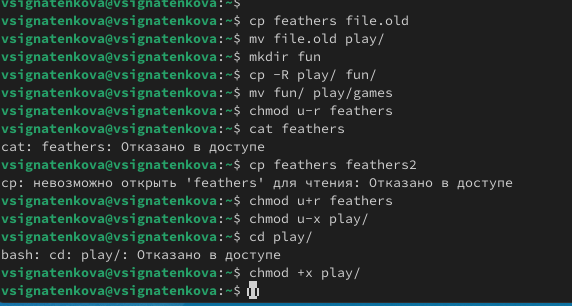 vsignatenkova@vsignatenkova:~$
vsignatenkova@vsignatenkova:~$ cp feathers file.old
vsignatenkova@vsignatenkova:~$ mv file.old play/
vsignatenkova@vsignatenkova:~$ mkdir fun
vsignatenkova@vsignatenkova:~$ cp -R play/ fun/
vsignatenkova@vsignatenkova:~$ mv fun/ play/games
vsignatenkova@vsignatenkova:~$ chmod u-r feathers
vsignatenkova@vsignatenkova:~$ cat feathers
cat: feathers: Отказано в доступе
vsignatenkova@vsignatenkova:~$ cp feathers feathers2
cp: невозможно открыть 'feathers' для чтения: Отказано в доступе
vsignatenkova@vsignatenkova:~$ chmod u+r feathers
vsignatenkova@vsignatenkova:~$ chmod u-x play/
vsignatenkova@vsignatenkova:~$ cd play/
bash: cd: play/: Отказано в доступе
vsignatenkova@vsignatenkova:~$ chmod +x play/
vsignatenkova@vsignatenkova:~$